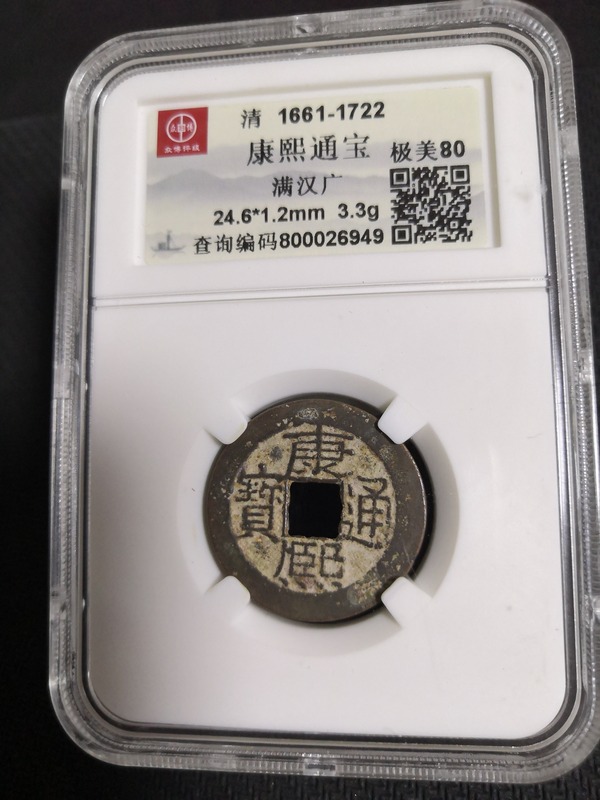 清 1661-1722
康熙通宝 极美80
满汉广
24.6*1.2mm 3.3g
查询编码800026949
康熙通寶